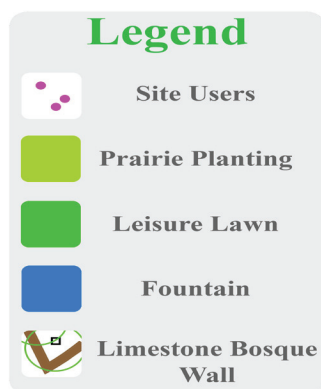 Legend
Site Users
Prairie Planting
Leisure Lawn
Fountain
Limestone Bosque
Wall